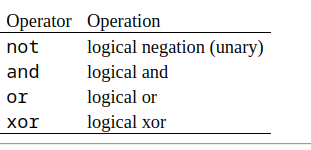 Operator Operation
not logical negation (unary)
and logical and
or logical or
xor logical xor